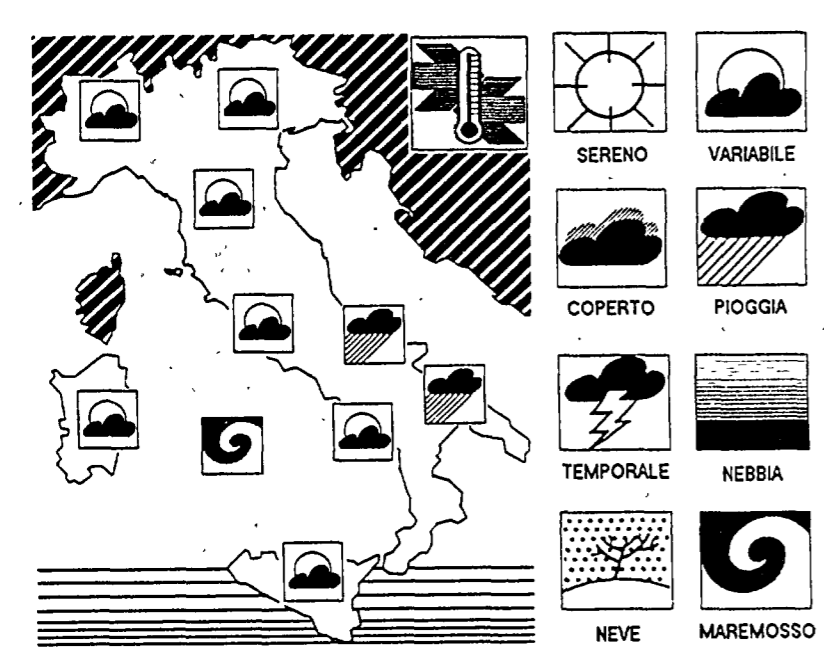 SERENO
VARIABILE
COPERTO
PIOGGIA
TEMPORALE
NEBBIA
NEVE
MAREMOSSO